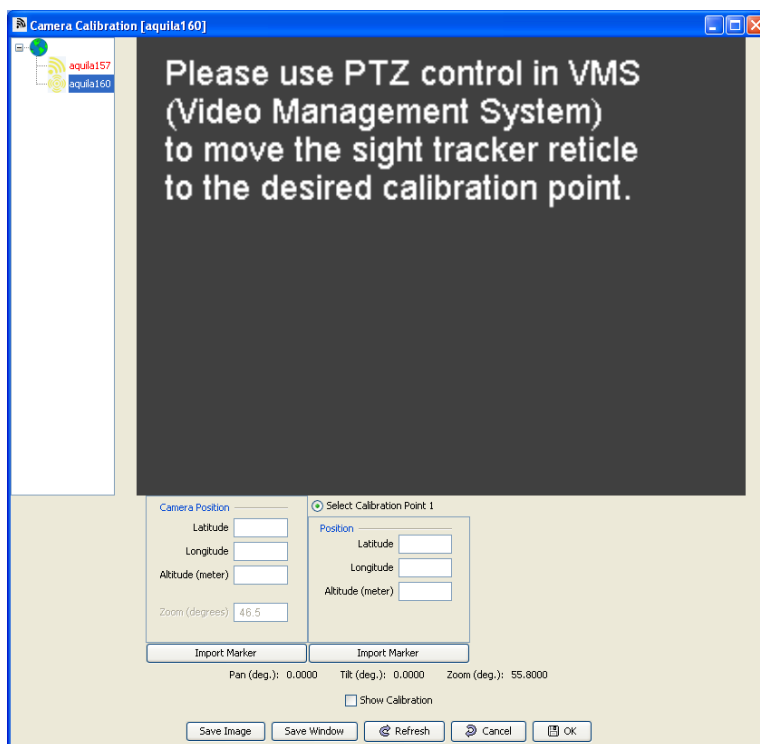 Camera Calibration [aquila160]
aquila157
aquila160
Please use PTZ control in VMS
(Video Management System)
to move the sight tracker reticle
to the desired calibration point.
Camera Position
Latitude
Longitude
Altitude (meter)
Zoom (degrees) 46.5
Import Marker
Select Calibration Point 1
Position
Latitude
Longitude
Altitude (meter)
Import Marker
Pan (deg.): 0.0000 Tilt (deg.): 0.0000 Zoom (deg.): 55.8000
Show Calibration
Save Image Save Window Refresh Cancel OK